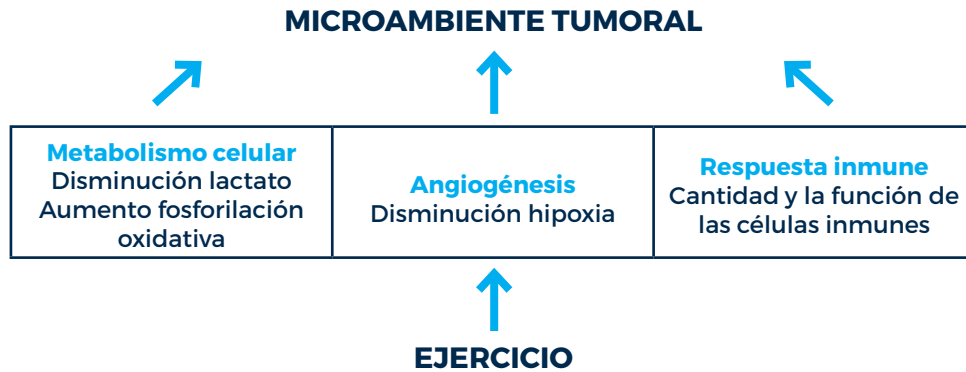 MICROAMBIENTE TUMORAL
Metabolismo celular
Disminución lactato
Aumento fosforilación
oxidativa
Angiogénesis
Disminución hipoxia
Respuesta inmune
Cantidad y la función de
las células inmunes
EJERCICIO